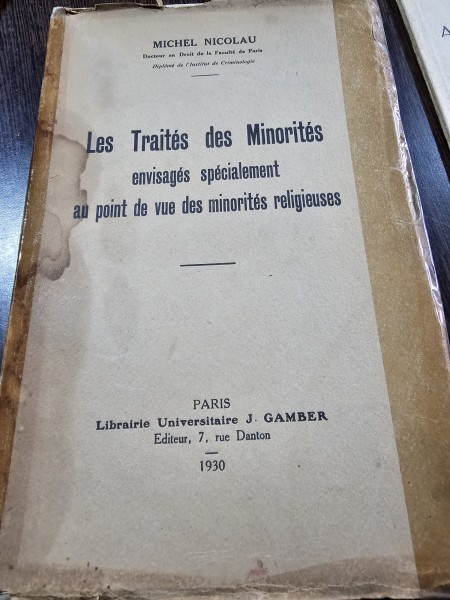 MICHEL NICOLAU
Docteur en Droit de la Faculté de Paris
Diplômé de l'Institut de Criminologie
Les Traités des Minorités
envisagés spécialement
au point de vue des minorités religieuses
PARIS
Librairie Universitaire J. GAMBER
Editeur, 7, rue Danton
1930
A